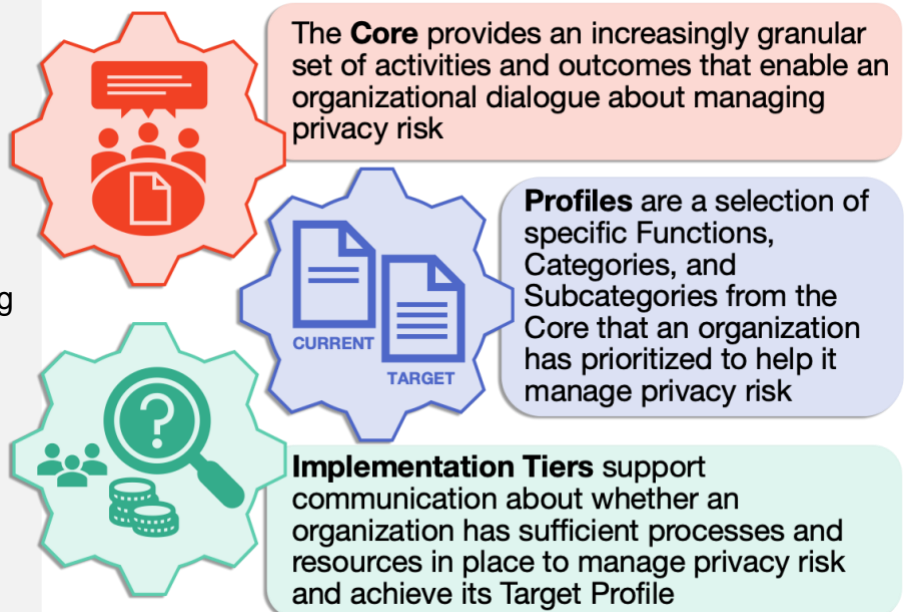 The Core provides an increasingly granular
set of activities and outcomes that enable an
organizational dialogue about managing
privacy risk
Profiles are a selection of
specific Functions,
Categories, and
Subcategories from the
Core that an organization
has prioritized to help it
manage privacy risk
CURRENT
TARGET
g
?
Implementation Tiers support
communication about whether an
organization has sufficient processes and
resources in place to manage privacy risk
and achieve its Target Profile